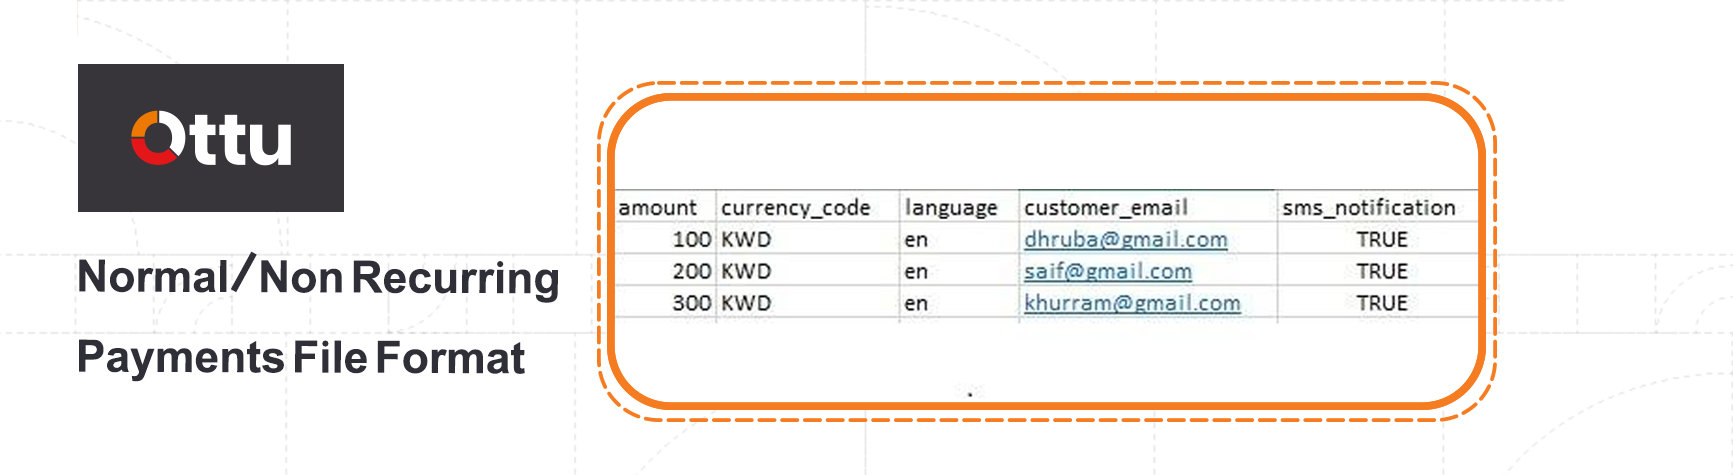 Ottu
Normal/Non Recurring
Payments File Format
amount currency_code language customer_email sms_notification
100 KWD en dhruba@gmail.com TRUE
200 KWD en saif@gmail.com TRUE
300 KWD en khurram@gmail.com TRUE